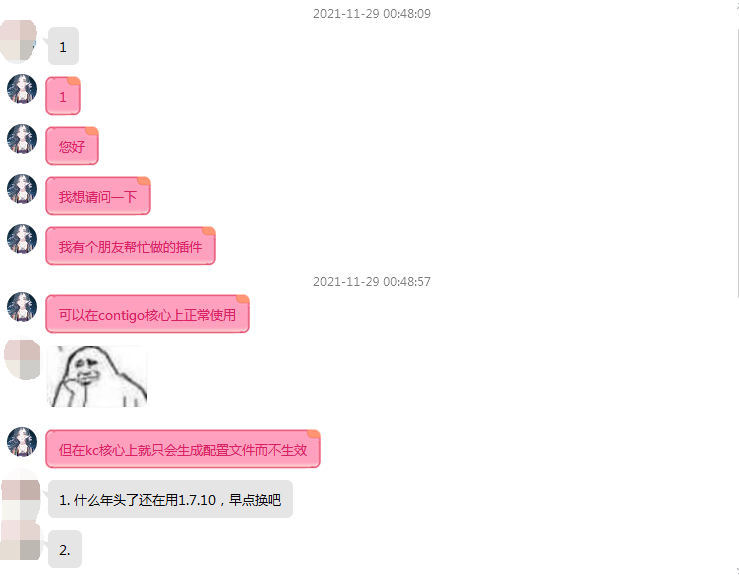 2021-11-29 00:48:09
1
1
您好
我想请问一下
我有个朋友帮忙做的插件
2021-11-29 00:48:57
可以在contigo核心上正常使用
但在kc核心上就只会生成配置文件而不生效
1. 什么年头了还在用1.7.10，早点换吧
2.